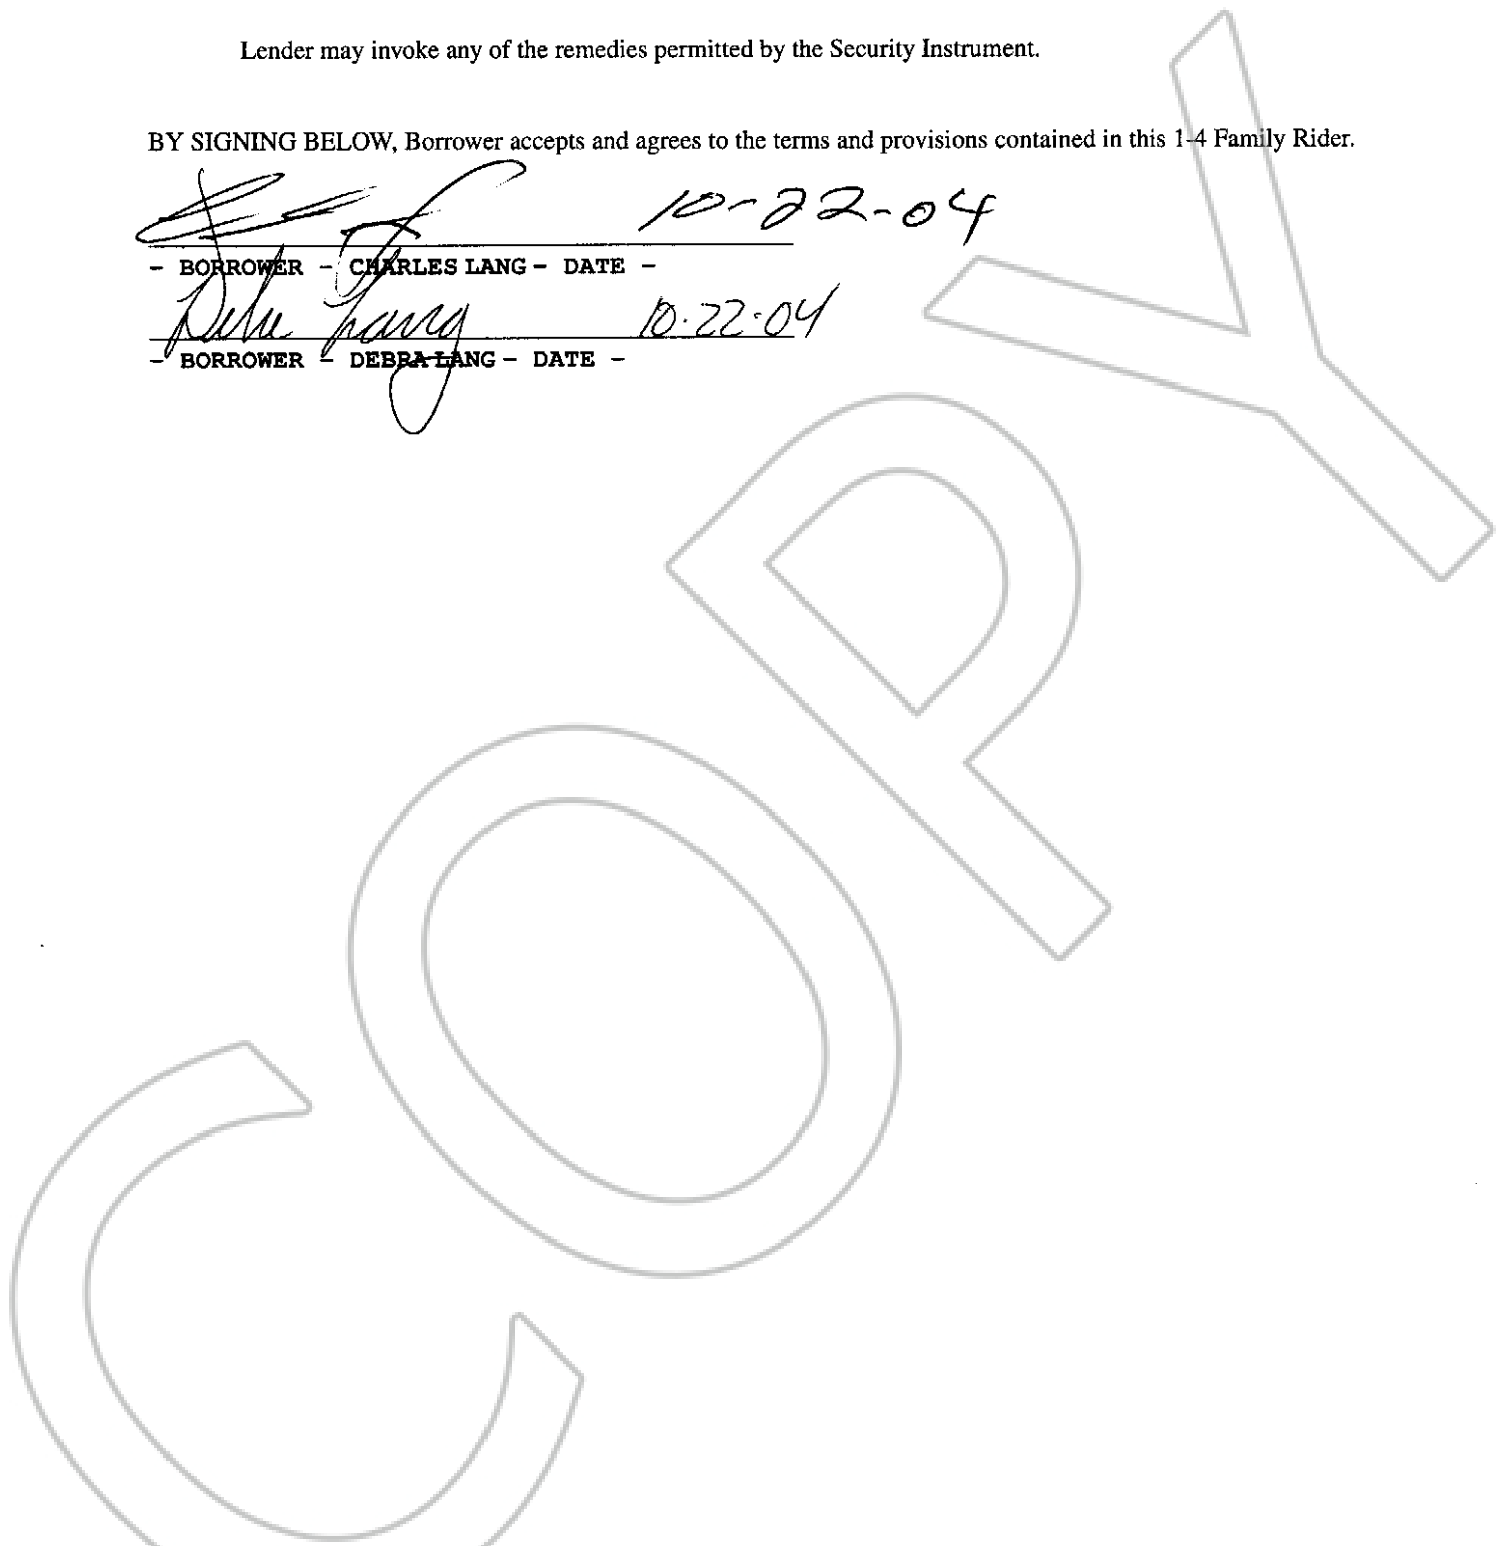 Lender may invoke any of the remedies permitted by the Security Instrument.
BY SIGNING BELOW, Borrower accepts and agrees to the terms and provisions contained in this 1-4 Family Rider.
10-22-04
- BORROWER - CHARLES LANG - DATE -
Lang 10-22-04
- BORROWER - DEBRA LANG - DATE -
COPY